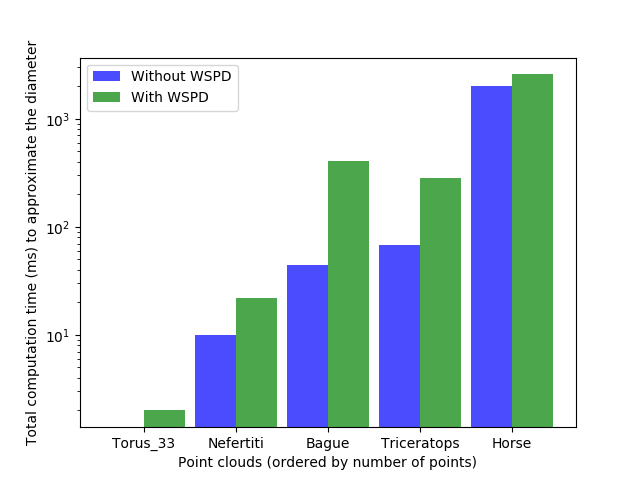 Without WSPD
With WSPD
Total computation time (ms) to approximate the diameter
10³
10²
10¹
Torus_33 Nefertiti Bague Triceratops Horse
Point clouds (ordered by number of points)